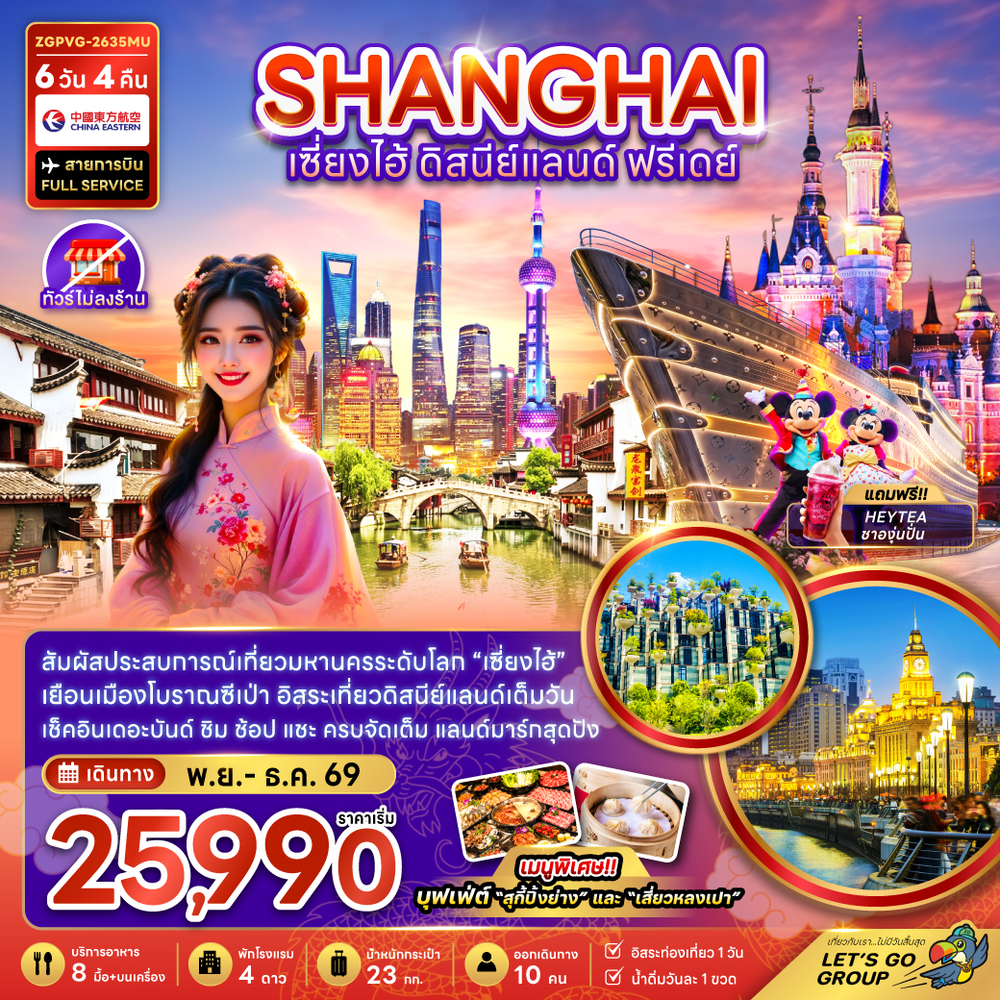 ZGPVG-2635MU
6 วัน 4 คืน
中國東方航空
CHINA EASTERN
สายการบิน
FULL SERVICE
ทัวร์ไม่ลงร้าน
SHANGHAI
เซี่ยงไฮ้ ดิสนีย์แลนด์ ฟรีเดย์
แถมฟรี!!
HEYTEA
ชาองุ่นปั่น
สัมผัสประสบการณ์เที่ยวมหานครระดับโลก “เซี่ยงไฮ้”
เยือนเมืองโบราณซีเป่า อิสระเที่ยวดิสนีย์แลนด์เต็มวัน
เช็คอินเดอะบันด์ ชิม ช้อป แชะ ครบจัดเต็ม แลนด์มาร์กสุดปัง
เดินทาง
พ.ย.- ธ.ค. 69
ราคาเริ่ม
25,990
เมนูพิเศษ!!
บุฟเฟ่ต์ “สุกี้ปิ้งย่าง” และ “เสี่ยวหลงเปา”
บริการอาหาร
8 มื้อ+บนเครื่อง
พักโรงแรม
4 ดาว
น้ำหนักกระเป๋า
23 กก.
ออกเดินทาง
10 คน
อิสระท่องเที่ยว 1 วัน
น้ำดื่มวันละ 1 ขวด
เที่ยวกับเรา...ไม่มีวันสิ้นสุด
LET'S GO
GROUP